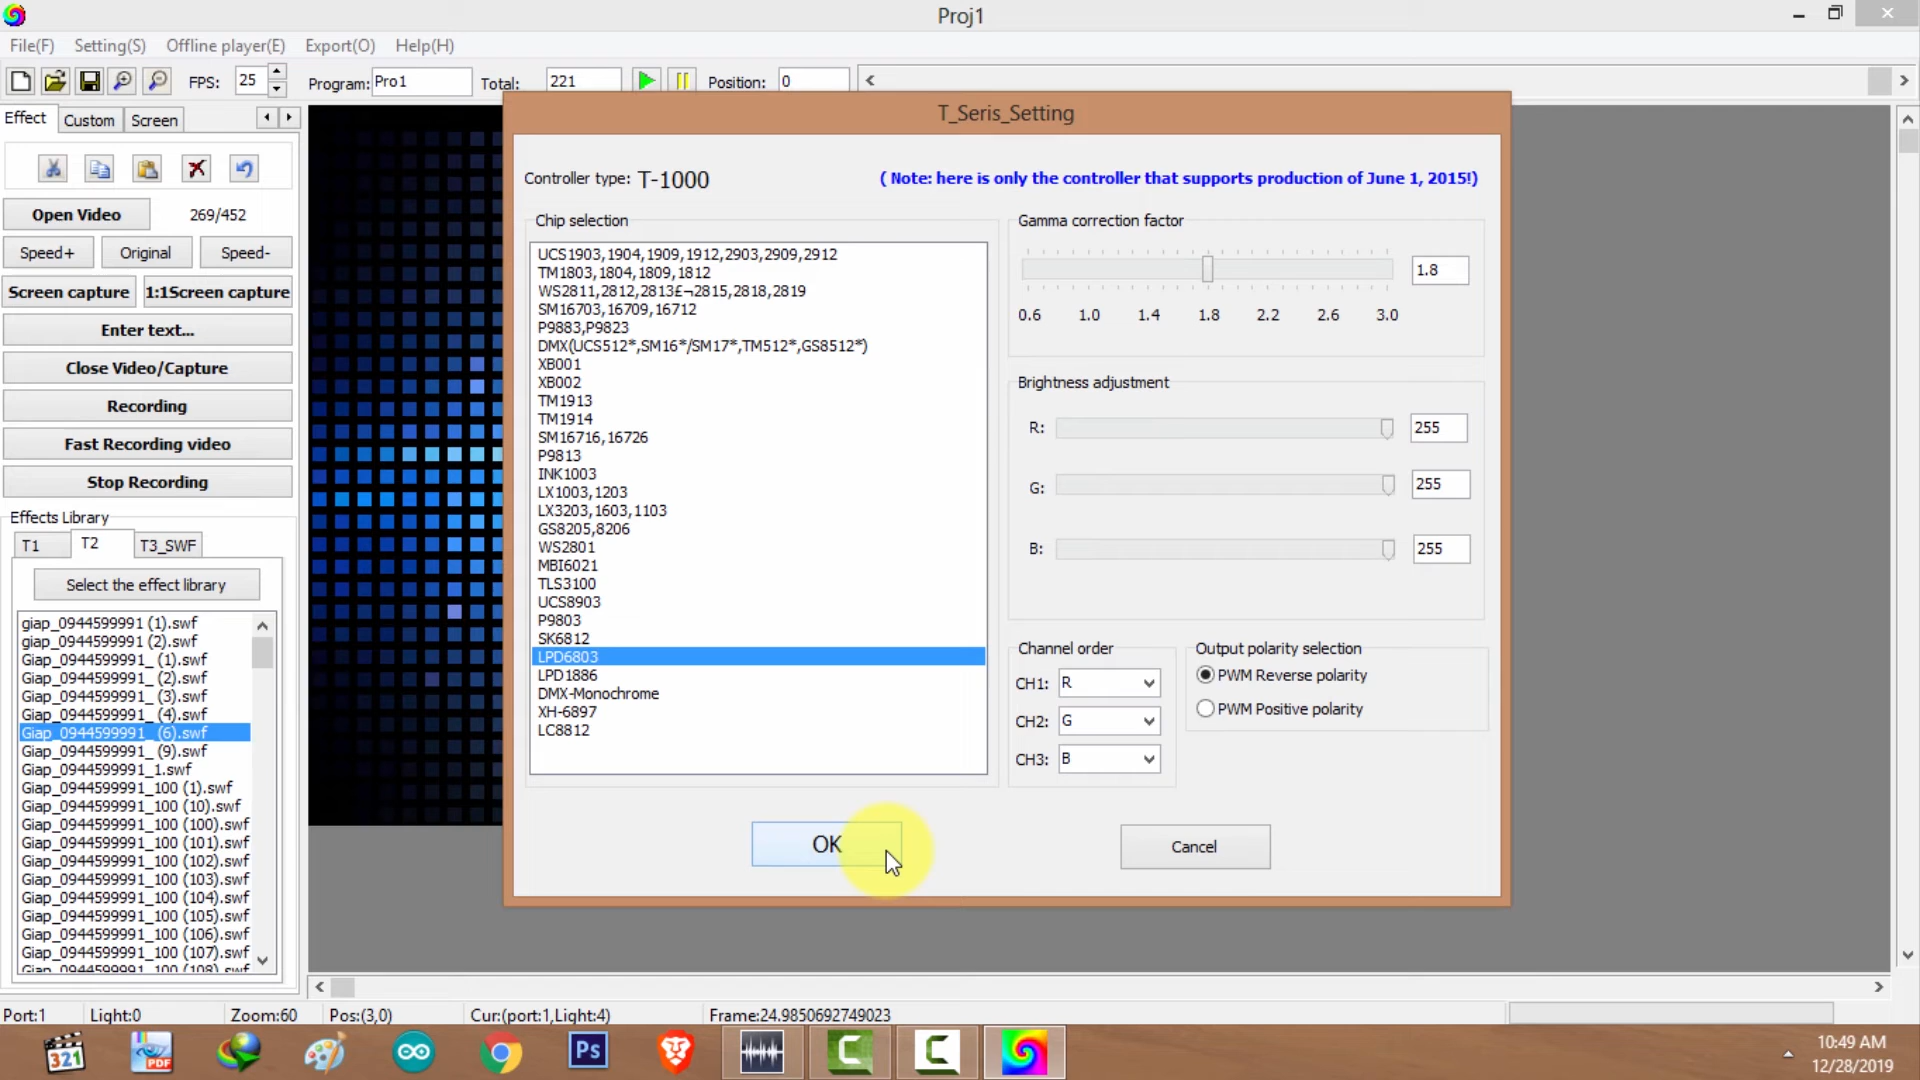 Proj1
File(F) Setting(S) Offline player(E) Export(O) Help(H)
FPS: 25 Program: Pro1 Total: 221 Position: 0
Effect Custom Screen
Open Video 269/452
Speed+ Original Speed-
Screen capture 1:1Screen capture
Enter text...
Close Video/Capture
Recording
Fast Recording video
Stop Recording
Effects Library
T1 T2 T3_SWF
Select the effect library
giap_0944599991 (1).swf
giap_0944599991 (2).swf
Giap_0944599991_ (1).swf
Giap_0944599991_ (2).swf
Giap_0944599991_ (3).swf
Giap_0944599991_ (4).swf
Giap_0944599991_ (6).swf
Giap_0944599991_ (9).swf
Giap_0944599991_1.swf
Giap_0944599991_100 (1).swf
Giap_0944599991_100 (10).swf
Giap_0944599991_100 (100).swf
Giap_0944599991_100 (101).swf
Giap_0944599991_100 (102).swf
Giap_0944599991_100 (103).swf
Giap_0944599991_100 (104).swf
Giap_0944599991_100 (105).swf
Giap_0944599991_100 (106).swf
Giap_0944599991_100 (107).swf
Giap_0944599991_100 (108).swf
T_Seris_Setting
Controller type: T-1000
( Note: here is only the controller that supports production of June 1, 2015!)
Chip selection
UCS1903,1904,1909,1912,2903,2909,2912
TM1803,1804,1809,1812
WS2811,2812,2813£¬2815,2818,2819
SM16703,16709,16712
P9883,P9823
DMX(UCS512*,SM16*/SM17*,TM512*,GS8512*)
XB001
XB002
TM1913
TM1914
SM16716,16726
P9813
INK1003
LX1003,1203
LX3203,1603,1103
GS8205,8206
WS2801
MBI6021
TLS3100
UCS8903
P9803
SK6812
LPD6803
LPD1886
DMX-Monochrome
XH-6897
LC8812
Gamma correction factor
1.8
0.6 1.0 1.4 1.8 2.2 2.6 3.0
Brightness adjustment
R: 255
G: 255
B: 255
Channel order
CH1: R
CH2: G
CH3: B
Output polarity selection
PWM Reverse polarity
PWM Positive polarity
OK
Cancel
Port:1 Light:0 Zoom:60 Pos:(3,0) Cur:(port:1,Light:4) Frame:24.9850692749023
321
PDF
Ps
10:49 AM
12/28/2019